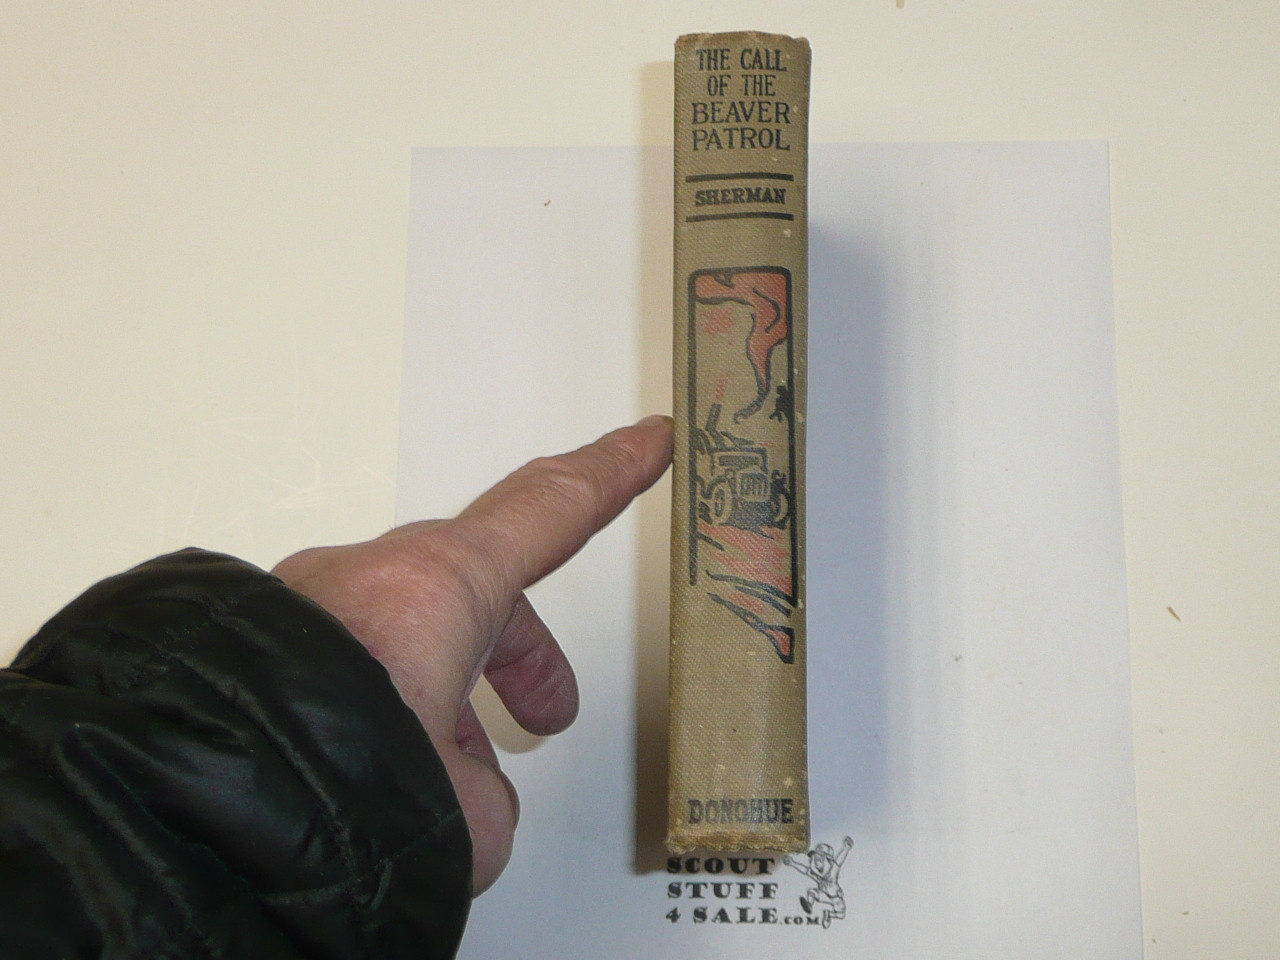 THE CALL
OF THE
BEAVER
PATROL
SHERMAN
DONOHUE
SCOUT
STUFF
4 SALE.COM